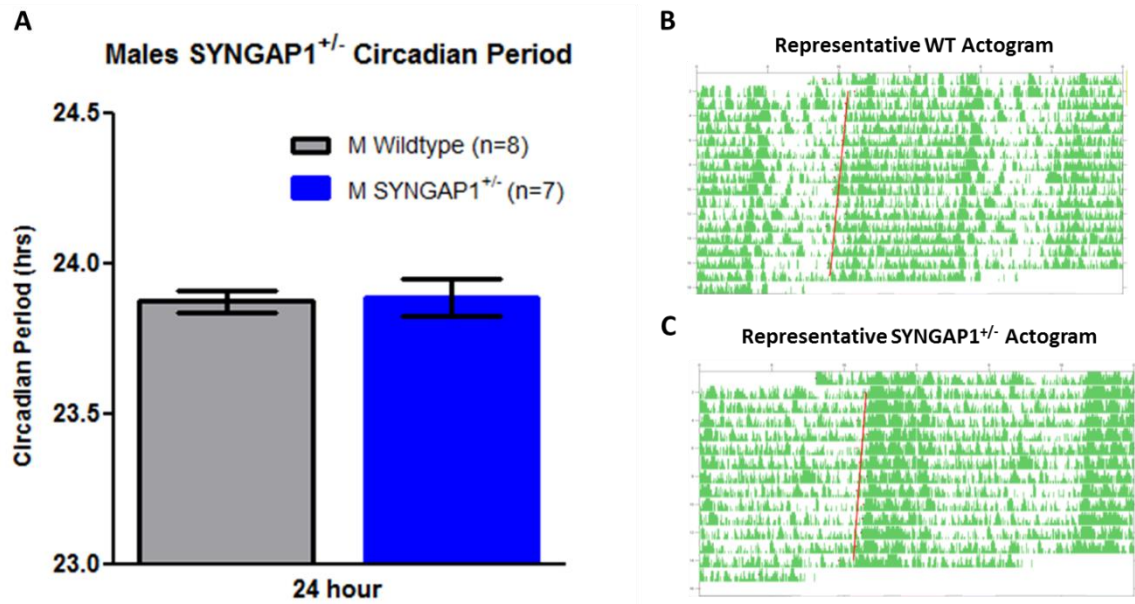 A
Males SYNGAP1+/- Circadian Period
24.5
24.0
23.5
23.0
Circadian Period (hrs)
M Wildtype (n=8)
M SYNGAP1+/- (n=7)
24 hour
B
Representative WT Actogram
C
Representative SYNGAP1+/- Actogram